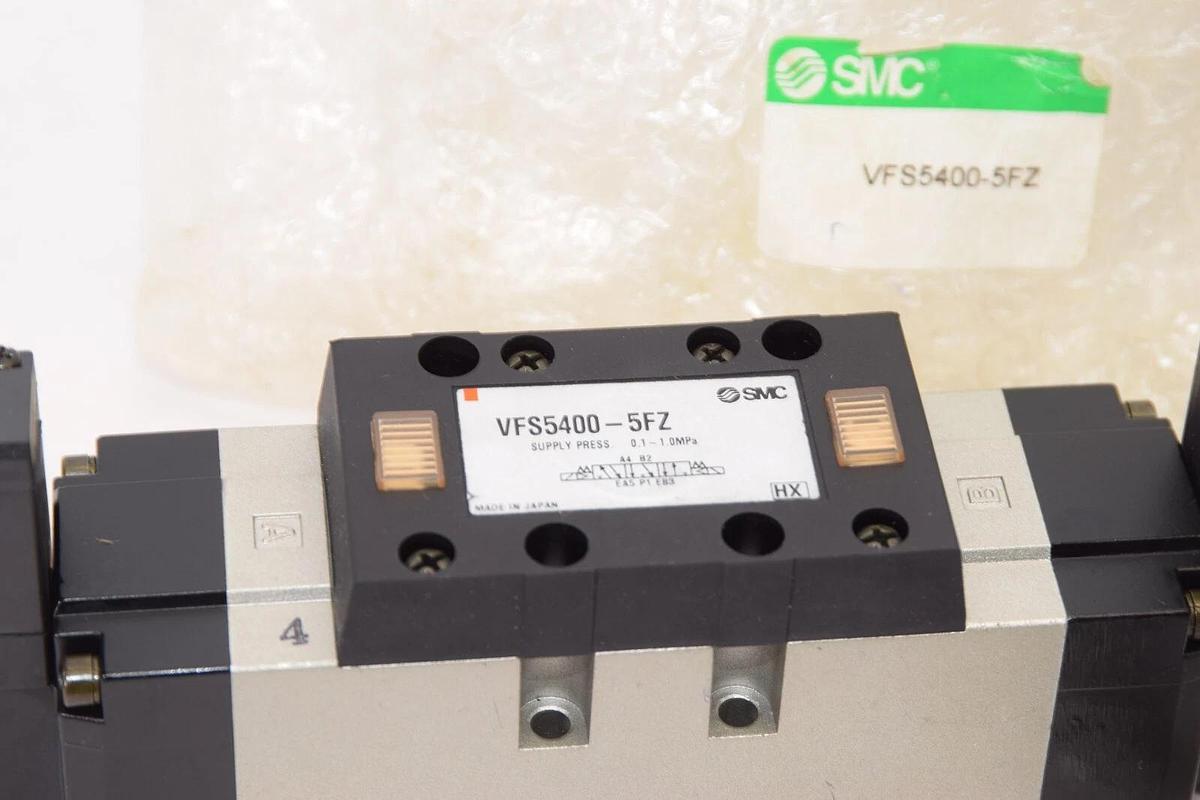 SMC®
VFS5400-5FZ
SMC
VFS5400-5FZ
SUPPLY PRESS. 0.1~1.0MPa
A4 B2
EA5 P1 EB3
HX
MADE IN JAPAN
A
B
4